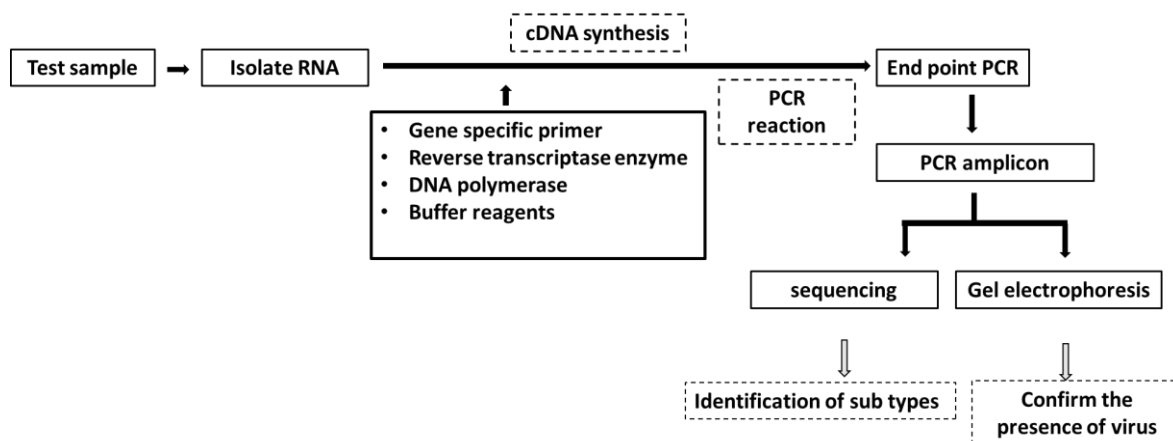 cDNA synthesis
Test sample
Isolate RNA
End point PCR
PCR
reaction
• Gene specific primer
• Reverse transcriptase enzyme
• DNA polymerase
• Buffer reagents
PCR amplicon
sequencing
Gel electrophoresis
Identification of sub types
Confirm the
presence of virus